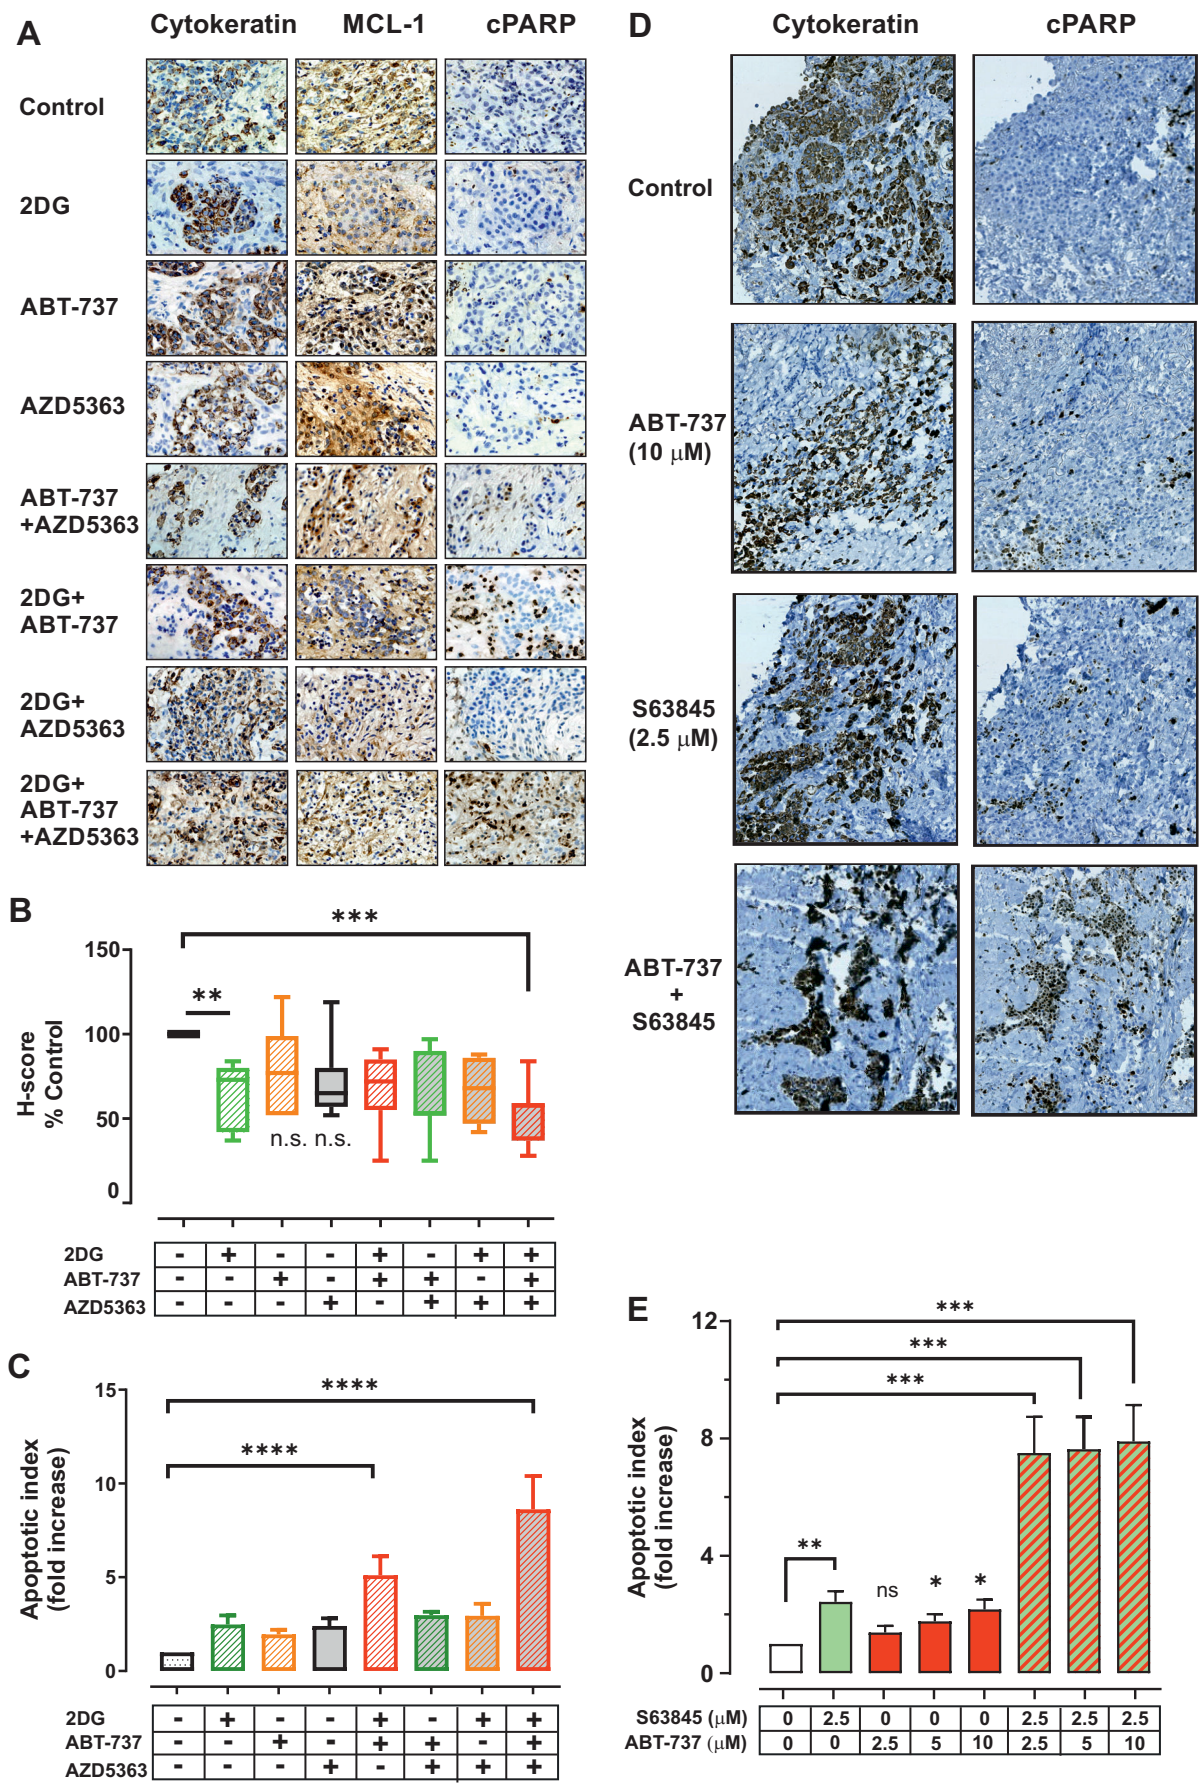 A
Cytokeratin MCL-1 cPARP
Control
2DG
ABT-737
AZD5363
ABT-737
+AZD5363
2DG+
ABT-737
2DG+
AZD5363
2DG+
ABT-737
+AZD5363
B
H-score
% Control
150
100
50
0
***
**
n.s. n.s.
2DG - + - - + - + +
ABT-737 - - + - + + - +
AZD5363 - - - + - + + +
C
Apoptotic index
(fold increase)
15
10
5
0
****
****
2DG - + - - + - + +
ABT-737 - - + - + + - +
AZD5363 - - - + - + + +
D
Cytokeratin cPARP
Control
ABT-737
(10 μM)
S63845
(2.5 μM)
ABT-737
+
S63845
E
Apoptotic index
(fold increase)
12
8
4
0
***
***
***
**
ns
*
*
S63845 (μM) 0 2.5 0 0 0 2.5 2.5 2.5
ABT-737 (μM) 0 0 2.5 5 10 2.5 5 10